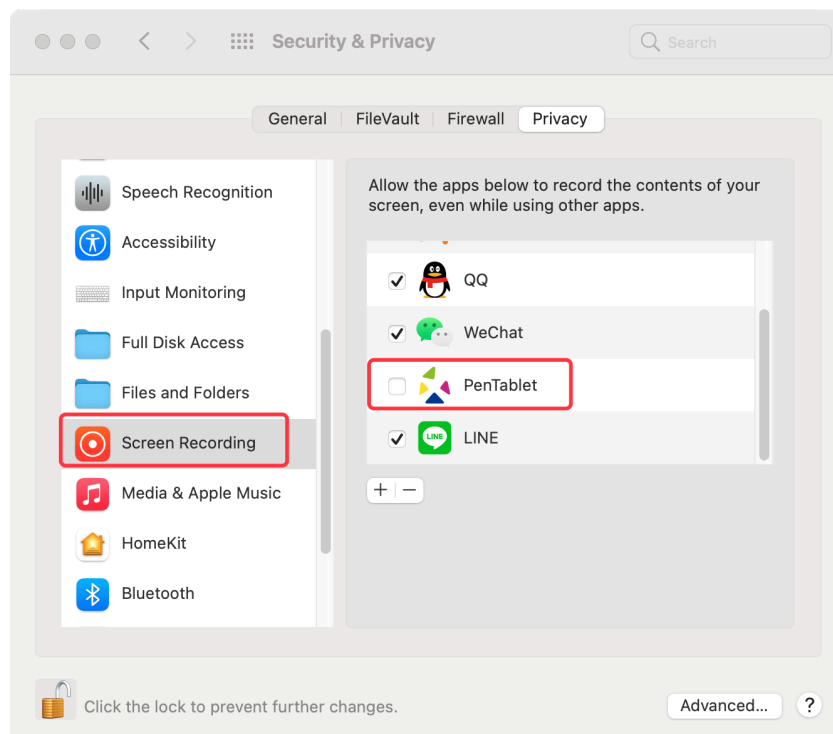 Security & Privacy
Search
General
FileVault
Firewall
Privacy
Speech Recognition
Accessibility
Input Monitoring
Full Disk Access
Files and Folders
Screen Recording
Media & Apple Music
HomeKit
Bluetooth
Allow the apps below to record the contents of your
screen, even while using other apps.
QQ
WeChat
PenTablet
LINE
LINE
+
−
Click the lock to prevent further changes.
Advanced...
?